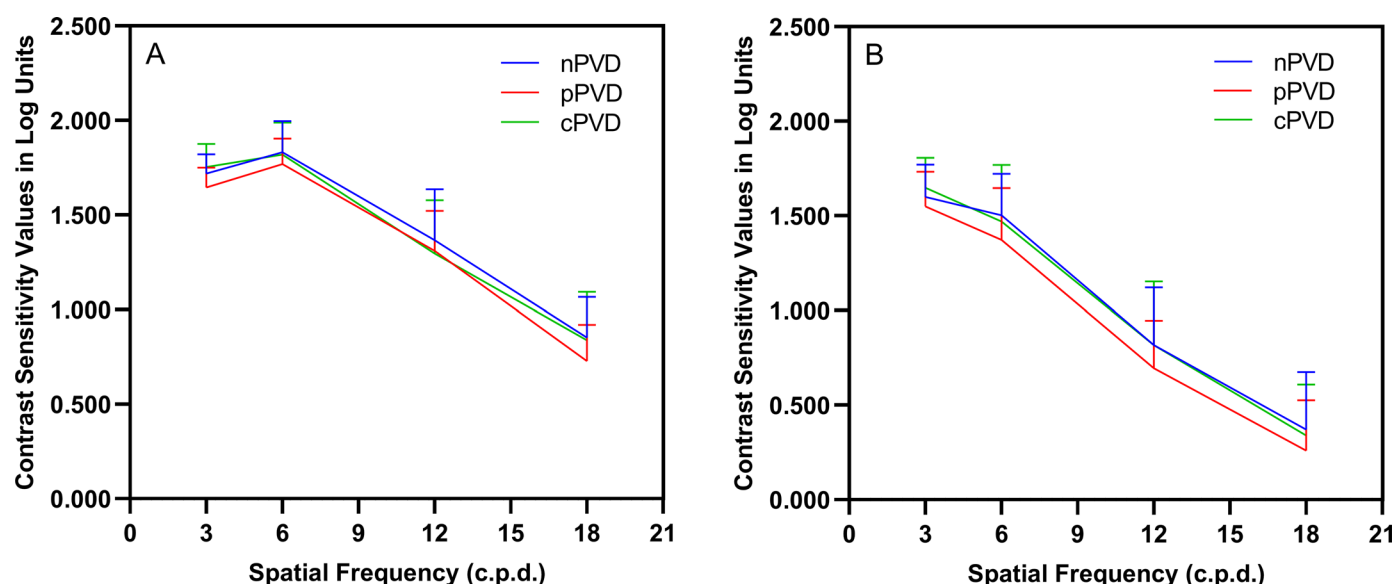 A
Contrast Sensitivity Values in Log Units
2.500
2.000
1.500
1.000
0.500
0.000
nPVD
pPVD
cPVD
0 3 6 9 12 15 18 21
Spatial Frequency (c.p.d.)
B
Contrast Sensitivity Values in Log Units
2.500
2.000
1.500
1.000
0.500
0.000
nPVD
pPVD
cPVD
0 3 6 9 12 15 18 21
Spatial Frequency (c.p.d.)